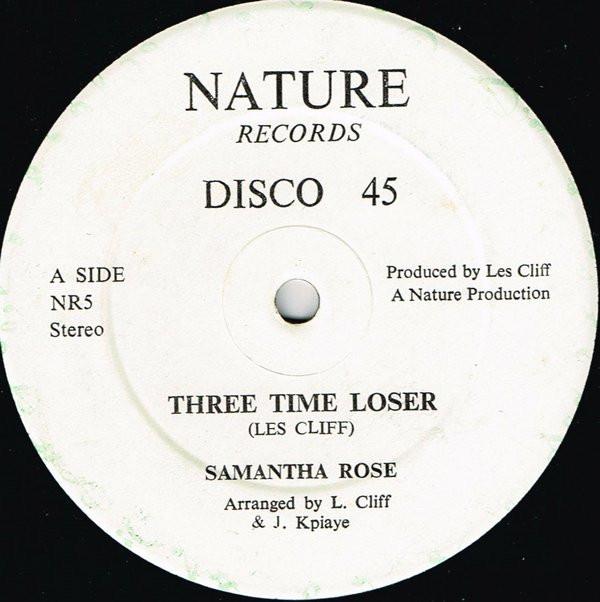 NATURE
RECORDS
DISCO 45
A SIDE
NR5
Stereo
Produced by Les Cliff
A Nature Production
THREE TIME LOSER
(LES CLIFF)
SAMANTHA ROSE
Arranged by L. Cliff
& J. Kpiaye